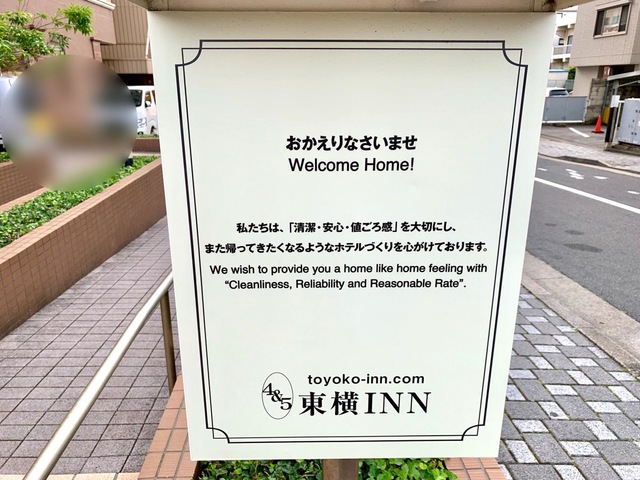 おかえりなさいませ
Welcome Home!
私たちは、「清潔・安心・値ごろ感」を大切にし、
また帰ってきたくなるようなホテルづくりを心がけております。
We wish to provide you a home like home feeling with
“Cleanliness, Reliability and Reasonable Rate”.
toyoko-inn.com
4&5 東横INN